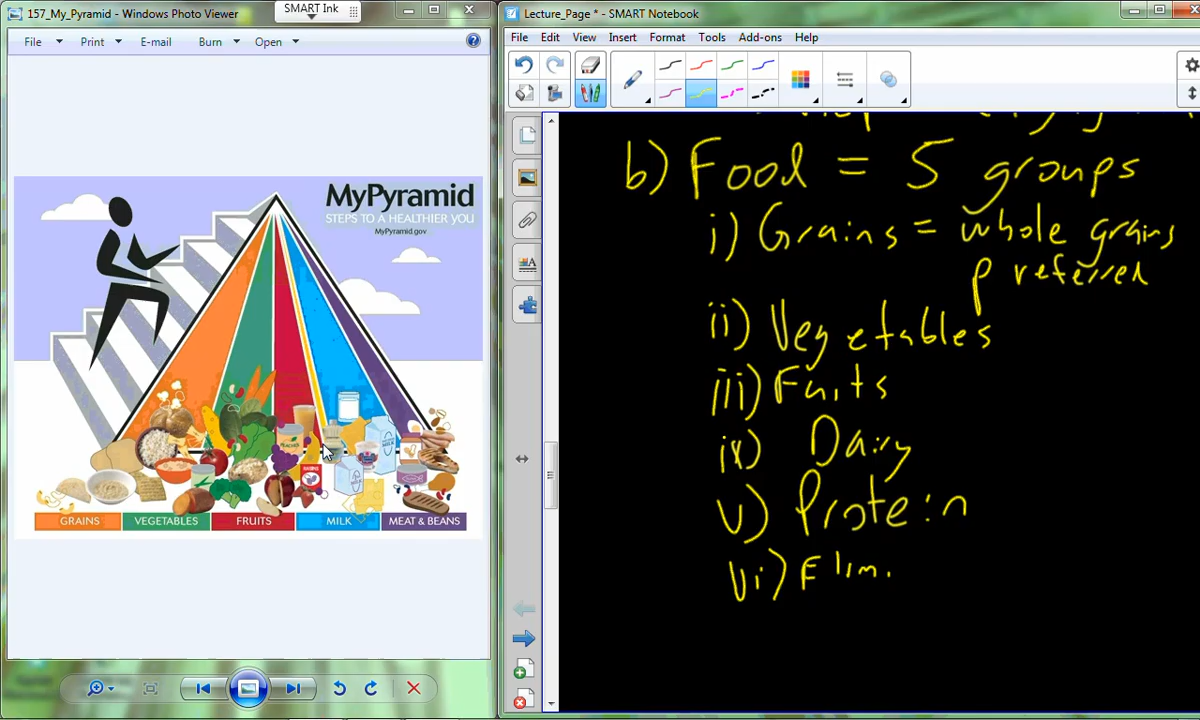 157_My_Pyramid - Windows Photo Viewer
SMART Ink
File Print E-mail Burn Open
MyPyramid
STEPS TO A HEALTHIER YOU
MyPyramid.gov
GRAINS VEGETABLES FRUITS MILK MEAT & BEANS
Lecture_Page * - SMART Notebook
File Edit View Insert Format Tools Add-ons Help
b) Food = 5 groups
i) Grains = whole grains
preferred
ii) Vegetables
iii) Fruits
iv) Dairy
v) Protein
vi) Elim.